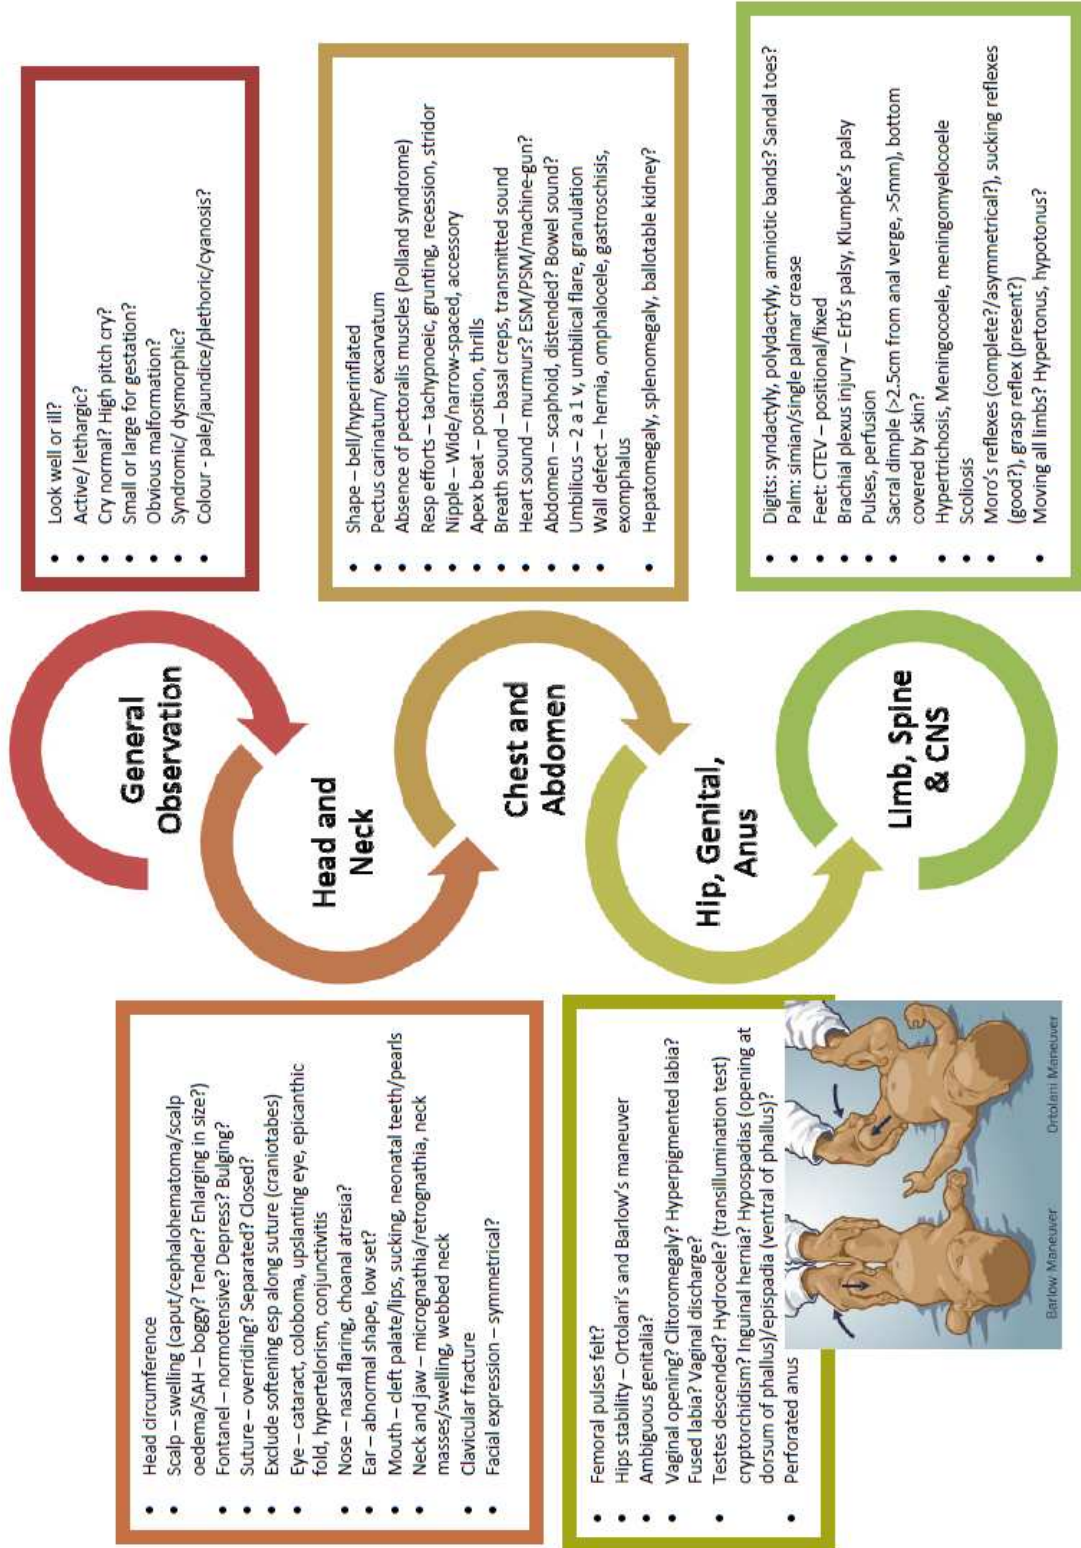 General
Observation
Look well or ill?
Active/ lethargic?
Cry normal? High pitch cry?
Small or large for gestation?
Obvious malformation?
Syndromic/ dysmorphic?
Colour - pale/jaundice/plethoric/cyanosis?
Head and
Neck
Head circumference
Scalp – swelling (caput/cephalohematoma/scalp
oedema/SAH – boggy? Tender? Enlarging in size?)
Fontanel – normotensive? Depress? Bulging?
Suture – overriding? Separated? Closed?
Exclude softening esp along suture (craniotabes)
Eye – cataract, coloboma, upslanting eye, epicanthic
fold, hypertelorism, conjunctivitis
Nose – nasal flaring, choanal atresia?
Ear – abnormal shape, low set?
Mouth – cleft palate/lips, sucking, neonatal teeth/pearls
Neck and jaw – micrognathia/retrognathia, neck
masses/swelling, webbed neck
Clavicular fracture
Facial expression – symmetrical?
Chest and
Abdomen
Shape – bell/hyperinflated
Pectus carinatum/ excarvatum
Absence of pectoralis muscles (Polland syndrome)
Resp efforts – tachypnoeic, grunting, recession, stridor
Nipple – Wide/narrow-spaced, accessory
Apex beat – position, thrills
Breath sound – basal creps, transmitted sound
Heart sound – murmurs? ESM/PSM/machine-gun?
Abdomen – scaphoid, distended? Bowel sound?
Umbilicus – 2 a 1 v, umbilical flare, granulation
Wall defect – hernia, omphalocele, gastroschisis,
exomphalus
Hepatomegaly, splenomegaly, ballotable kidney?
Hip, Genital,
Anus
Femoral pulses felt?
Hips stability – Ortolani's and Barlow's maneuver
Ambiguous genitalia?
Vaginal opening? Clitoromegaly? Hyperpigmented labia?
Fused labia? Vaginal discharge?
Testes descended? Hydrocele? (transillumination test)
cryptorchidism? Inguinal hernia? Hypospadias (opening at
dorsum of phallus)/epispadia (ventral of phallus)?
Perforated anus
Barlow Maneuver
Ortolani Maneuver
Limb, Spine
& CNS
Digits: syndactyly, polydactyly, amniotic bands? Sandal toes?
Palm: simian/single palmar crease
Feet: CTEV – positional/fixed
Brachial plexus injury – Erb's palsy, Klumpke's palsy
Pulses, perfusion
Sacral dimple (>2.5cm from anal verge, >5mm), bottom
covered by skin?
Hypertrichosis, Meningocoele, meningomyelocoele
Scoliosis
Moro's reflexes (complete?/asymmetrical?), sucking reflexes
(good?), grasp reflex (present?)
Moving all limbs? Hypertonus, hypotonus?